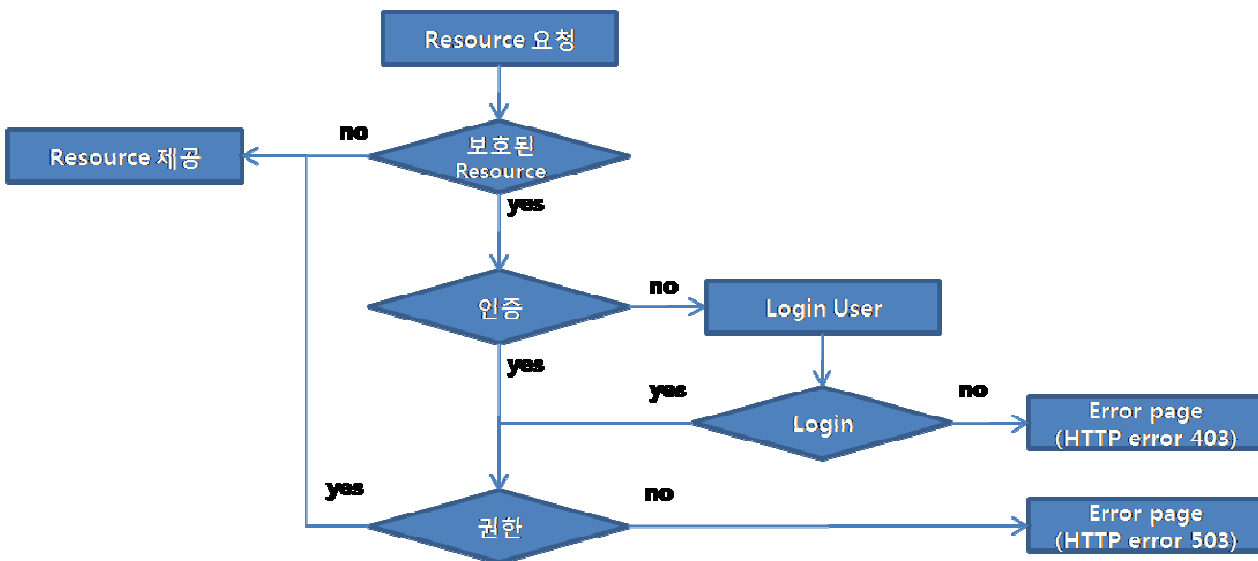 Resource 요청
no
보호된
Resource
Resource 제공
yes
인증
no
Login User
yes
yes
Login
no
Error page
(HTTP error 403)
yes
권한
no
Error page
(HTTP error 503)